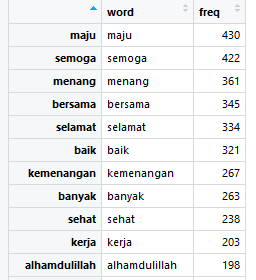 word freq
maju maju 430
semoga semoga 422
menang menang 361
bersama bersama 345
selamat selamat 334
baik baik 321
kemenangan kemenangan 267
banyak banyak 263
sehat sehat 238
kerja kerja 203
alhamdulillah alhamdulillah 198